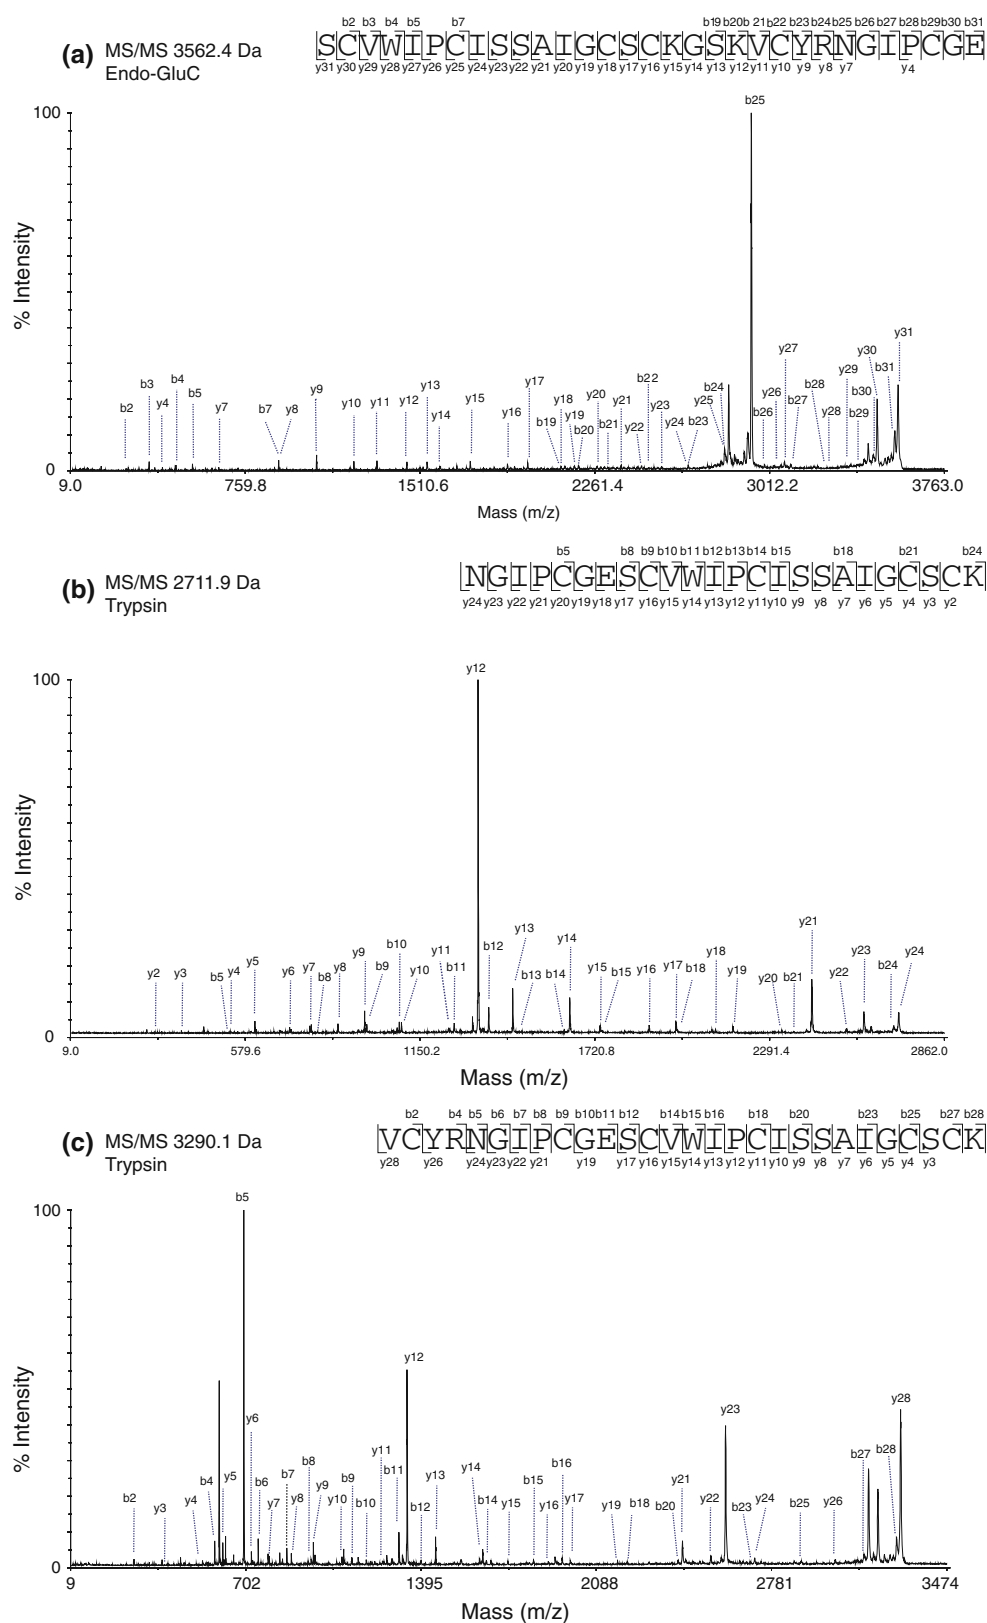 (a) MS/MS 3562.4 Da
Endo-GluC
b2 b3 b4 b5 b7 b19 b20 b 21 b22 b23 b24 b25 b26 b27 b28 b29 b30 b31
SCVWIPCISSAIGCSCKGSKVCYRNGIPCGE
y31 y30 y29 y28 y27 y26 y25 y24 y23 y22 y21 y20 y19 y18 y17 y16 y15 y14 y13 y12 y11 y10 y9 y8 y7 y4
100
% Intensity
0
b2 b3 y4 b4 b5 y7 b7 y8 y9 y10 y11 y12 y13 y14 y15 y16 y17 b19 y18 y19 b20 y20 b21 y21 y22 b22 y23 y24 b23 y25 b24 b25 b26 y26 y27 b27 b28 y28 y29 b29 b30 y30 b31 y31
9.0 759.8 1510.6 2261.4 3012.2 3763.0
Mass (m/z)
(b) MS/MS 2711.9 Da
Trypsin
b5 b8 b9 b10 b11 b12 b13 b14 b15 b18 b21 b24
NGIPCGESCVWIPCISSAIGCSCK
y24 y23 y22 y21 y20 y19 y18 y17 y16 y15 y14 y13 y12 y11 y10 y9 y8 y7 y6 y5 y4 y3 y2
100
% Intensity
0
y2 y3 b5 y4 y5 y6 y7 b8 y8 y9 b9 b10 y10 y11 b11 y12 b12 y13 b13 b14 y14 y15 b15 y16 y17 b18 y18 y19 y20 b21 y21 y22 y23 b24 y24
9.0 579.6 1150.2 1720.8 2291.4 2862.0
Mass (m/z)
(c) MS/MS 3290.1 Da
Trypsin
b2 b4 b5 b6 b7 b8 b9 b10 b11 b12 b14 b15 b16 b18 b20 b23 b25 b27 b28
VCYRNGIPCGESCVWIPCISSAIGCSCK
y28 y26 y24 y23 y22 y21 y19 y17 y16 y15 y14 y13 y12 y11 y10 y9 y8 y7 y6 y5 y4 y3
100
% Intensity
0
b2 y3 y4 b4 y5 b5 y6 b6 y7 b7 y8 b8 y9 y10 b9 b10 y11 b11 y12 b12 y13 y14 b14 y15 b15 y16 b16 y17 y19 b18 b20 y21 y22 y23 b23 y24 b25 y26 b27 b28 y28
9 702 1395 2088 2781 3474
Mass (m/z)